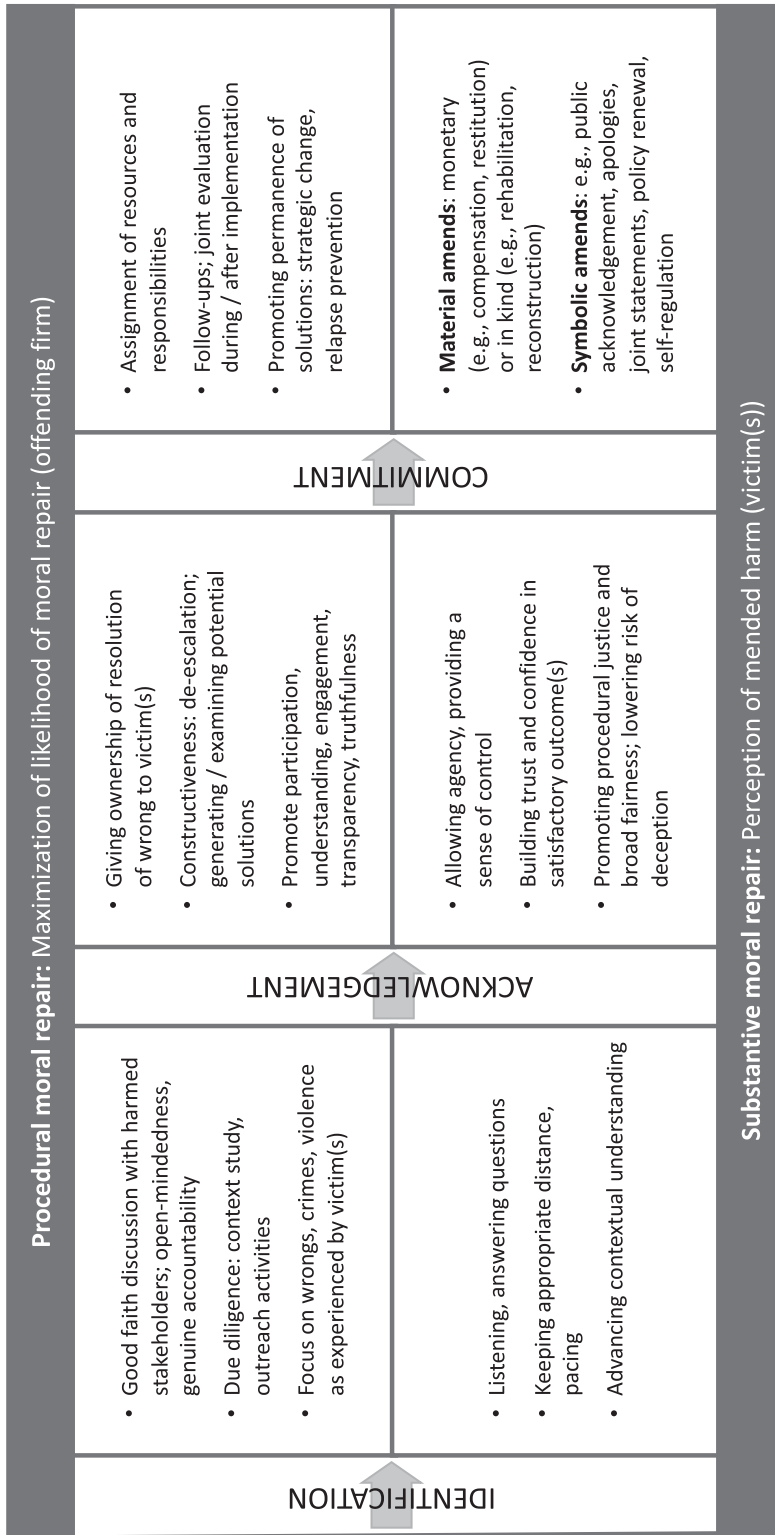 Procedural moral repair: Maximization of likelihood of moral repair (offending firm)
IDENTIFICATION
• Good faith discussion with harmed
stakeholders; open-mindedness,
genuine accountability
• Due diligence: context study,
outreach activities
• Focus on wrongs, crimes, violence
as experienced by victim(s)
• Listening, answering questions
• Keeping appropriate distance,
pacing
• Advancing contextual understanding
ACKNOWLEDGEMENT
• Giving ownership of resolution
of wrong to victim(s)
• Constructiveness: de-escalation;
generating / examining potential
solutions
• Promote participation,
understanding, engagement,
transparency, truthfulness
• Allowing agency, providing a
sense of control
• Building trust and confidence in
satisfactory outcome(s)
• Promoting procedural justice and
broad fairness; lowering risk of
deception
COMMITMENT
• Assignment of resources and
responsibilities
• Follow-ups; joint evaluation
during / after implementation
• Promoting permanence of
solutions: strategic change,
relapse prevention
• Material amends: monetary
(e.g., compensation, restitution)
or in kind (e.g., rehabilitation,
reconstruction)
• Symbolic amends: e.g., public
acknowledgement, apologies,
joint statements, policy renewal,
self-regulation
Substantive moral repair: Perception of mended harm (victim(s))